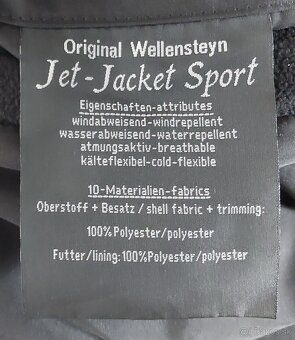 Original Wellensteyn
Jet-Jacket Sport
Eigenschaften-attributes
windabweisend-windrepellent
wasserabweisend-waterrepellent
atmungsaktiv-breathable
kälteflexibel-cold-flexible
10-Materialien-fabrics
Oberstoff + Besatz / shell fabric + trimming:
100%Polyester/polyester
Futter/lining: 100%Polyester/polyester